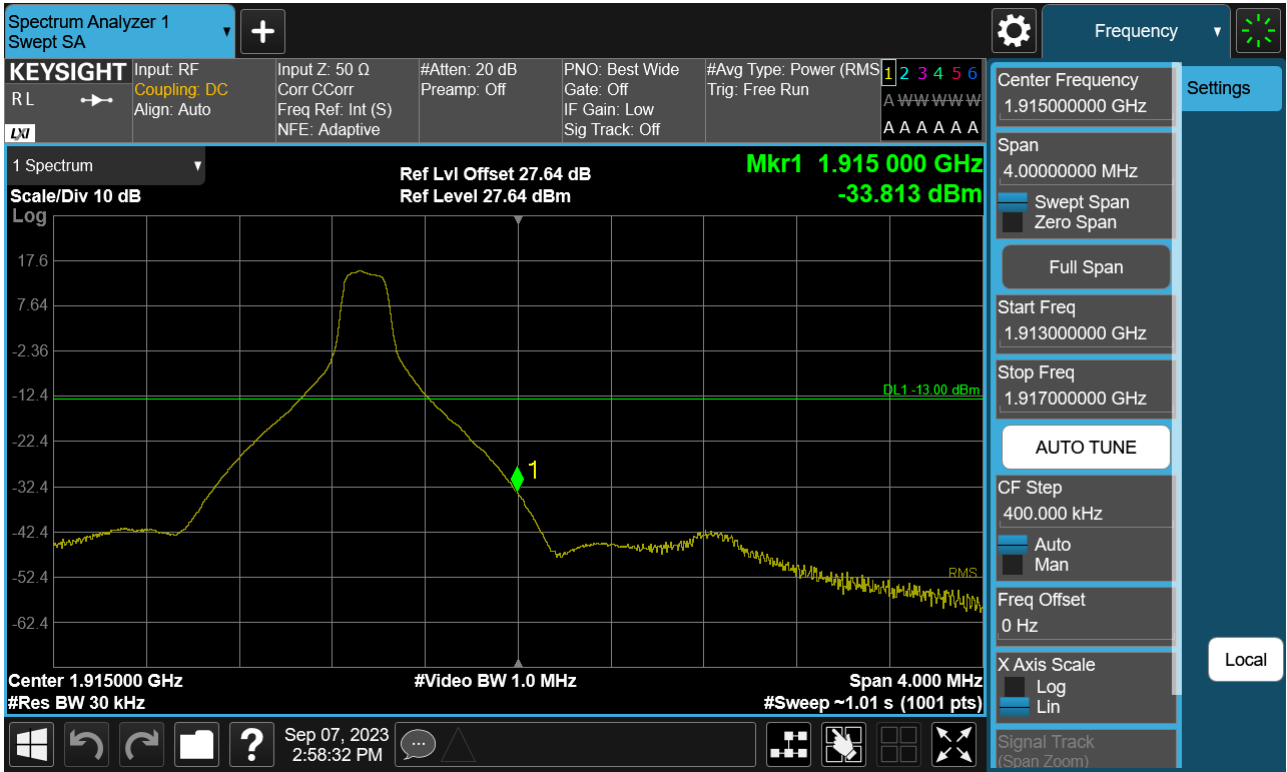 Spectrum Analyzer 1
Swept SA
Frequency
KEYSIGHT
R L
LXI
Input: RF
Coupling: DC
Align: Auto
Input Z: 50 Ω
Corr CCorr
Freq Ref: Int (S)
NFE: Adaptive
#Atten: 20 dB
Preamp: Off
PNO: Best Wide
Gate: Off
IF Gain: Low
Sig Track: Off
#Avg Type: Power (RMS
Trig: Free Run
1 2 3 4 5 6
A W W W W W
A A A A A A
1 Spectrum
Scale/Div 10 dB
Log
Ref Lvl Offset 27.64 dB
Ref Level 27.64 dBm
Mkr1 1.915 000 GHz
-33.813 dBm
17.6
7.64
-2.36
-12.4
-22.4
-32.4
-42.4
-52.4
-62.4
DL1 -13.00 dBm
1
RMS
Center 1.915000 GHz
#Video BW 1.0 MHz
Span 4.000 MHz
#Res BW 30 kHz
#Sweep ~1.01 s (1001 pts)
Center Frequency
1.915000000 GHz
Span
4.00000000 MHz
Swept Span
Zero Span
Full Span
Start Freq
1.913000000 GHz
Stop Freq
1.917000000 GHz
AUTO TUNE
CF Step
400.000 kHz
Auto
Man
Freq Offset
0 Hz
X Axis Scale
Log
Lin
Signal Track
(Span Zoom)
Settings
Local
?
Sep 07, 2023
2:58:32 PM